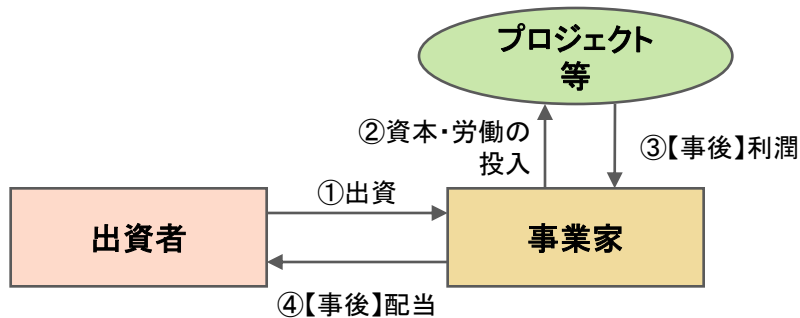 プロジェクト
等
②資本・労働の
投入
③【事後】利潤
①出資
出資者
事業家
④【事後】配当